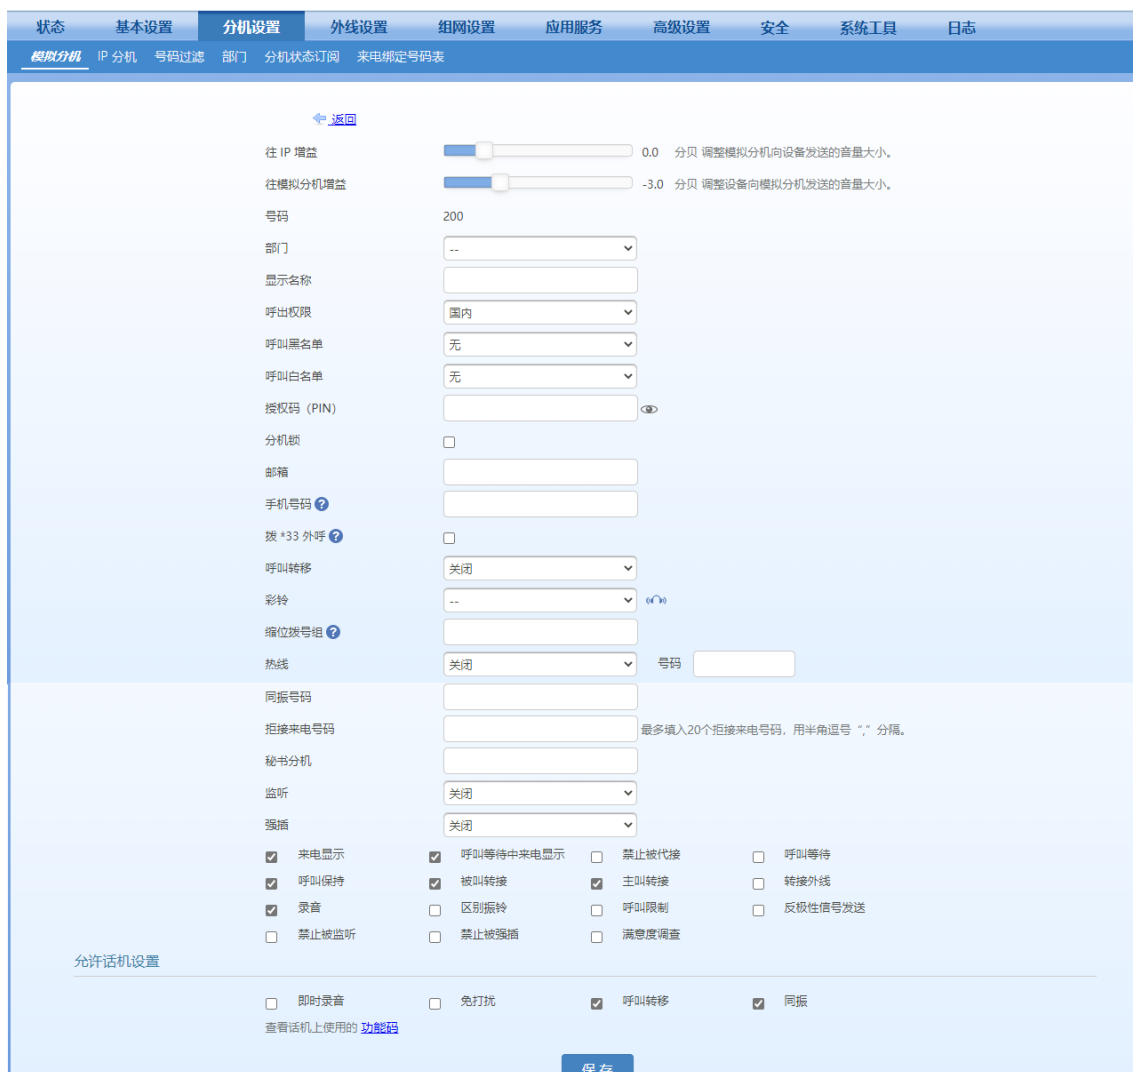 状态 基本设置 分机设置 外线设置 组网设置 应用服务 高级设置 安全 系统工具 日志
模拟分机 IP 分机 号码过滤 部门 分机状态订阅 来电绑定号码表
返回
往 IP 增益 0.0 分贝 调整模拟分机向设备发送的音量大小。
往模拟分机增益 -3.0 分贝 调整设备向模拟分机发送的音量大小。
号码 200
部门 --
显示名称
呼出权限 国内
呼叫黑名单 无
呼叫白名单 无
授权码（PIN）
分机锁
邮箱
手机号码 ?
拨 *33 外呼 ?
呼叫转移 关闭
彩铃 --
缩位拨号组 ?
热线 关闭 号码
同振号码
拒接来电号码 最多填入20个拒接来电号码，用半角逗号 “,” 分隔。
秘书分机
监听 关闭
强插 关闭
来电显示 呼叫等待中来电显示 禁止被代接 呼叫等待
呼叫保持 被叫转接 主叫转接 转接外线
录音 区别振铃 呼叫限制 反极性信号发送
禁止被监听 禁止被强插 满意度调查
允许话机设置
即时录音 免打扰 呼叫转移 同振
查看话机上使用的 功能码
保存